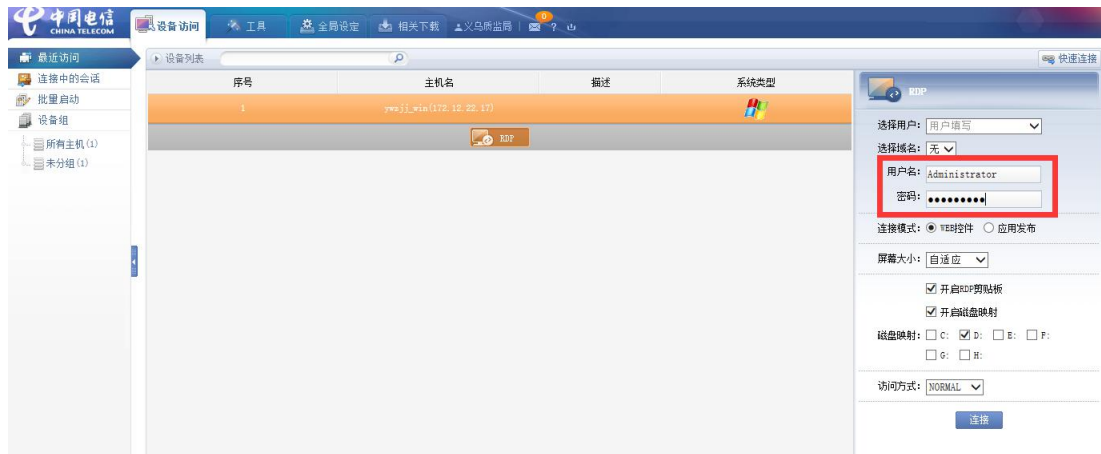 中国电信
CHINA TELECOM
设备访问 工具 全局设定 相关下载 义乌质监局 0 ?
最近访问
连接中的会话
批量启动
设备组
所有主机(1)
未分组(1)
设备列表
快速连接
序号 主机名 描述 系统类型
1 ywzjj_win(172.12.22.17)
RDP
RDP
选择用户: 用户填写
选择域名: 无
用户名: Administrator
密码: ●●●●●●●●●
连接模式: WEB控件 应用发布
屏幕大小: 自适应
开启RDP剪贴板
开启磁盘映射
磁盘映射: C: D: E: F:
G: H:
访问方式: NORMAL
连接